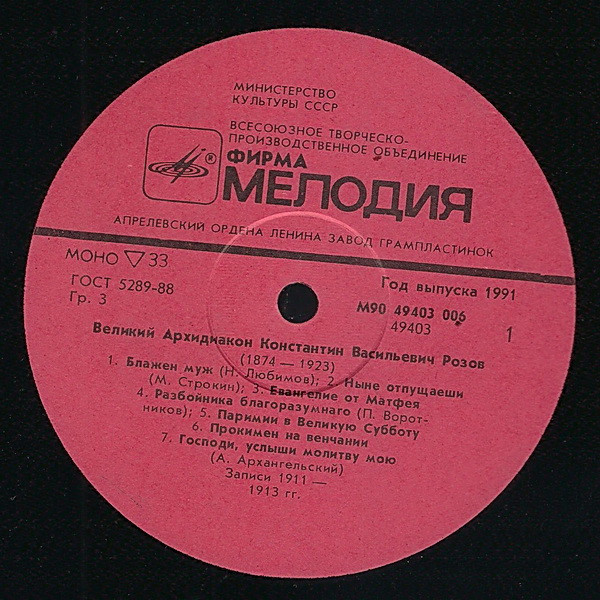 МИНИСТЕРСТВО
КУЛЬТУРЫ СССР
ВСЕСОЮЗНОЕ ТВОРЧЕСКО-
ПРОИЗВОДСТВЕННОЕ ОБЪЕДИНЕНИЕ
®
ФИРМА
МЕЛОДИЯ
АПРЕЛЕВСКИЙ ОРДЕНА ЛЕНИНА ЗАВОД ГРАМПЛАСТИНОК
МОНО ▽ 33
ГОСТ 5289-88
Гр. 3
Год выпуска 1991
М90 49403 006
49403
1
Великий Архидиакон Константин Васильевич Розов
(1874 — 1923)
1. Блажен муж (Н. Любимов); 2. Ныне отпущаеши
(М. Строкин); 3. Евангелие от Матфея
4. Разбойника благоразумнаго (П. Ворот-
ников); 5. Паримии в Великую Субботу
6. Прокимен на венчании
7. Господи, услыши молитву мою
(А. Архангельский)
Записи 1911 —
1913 гг.